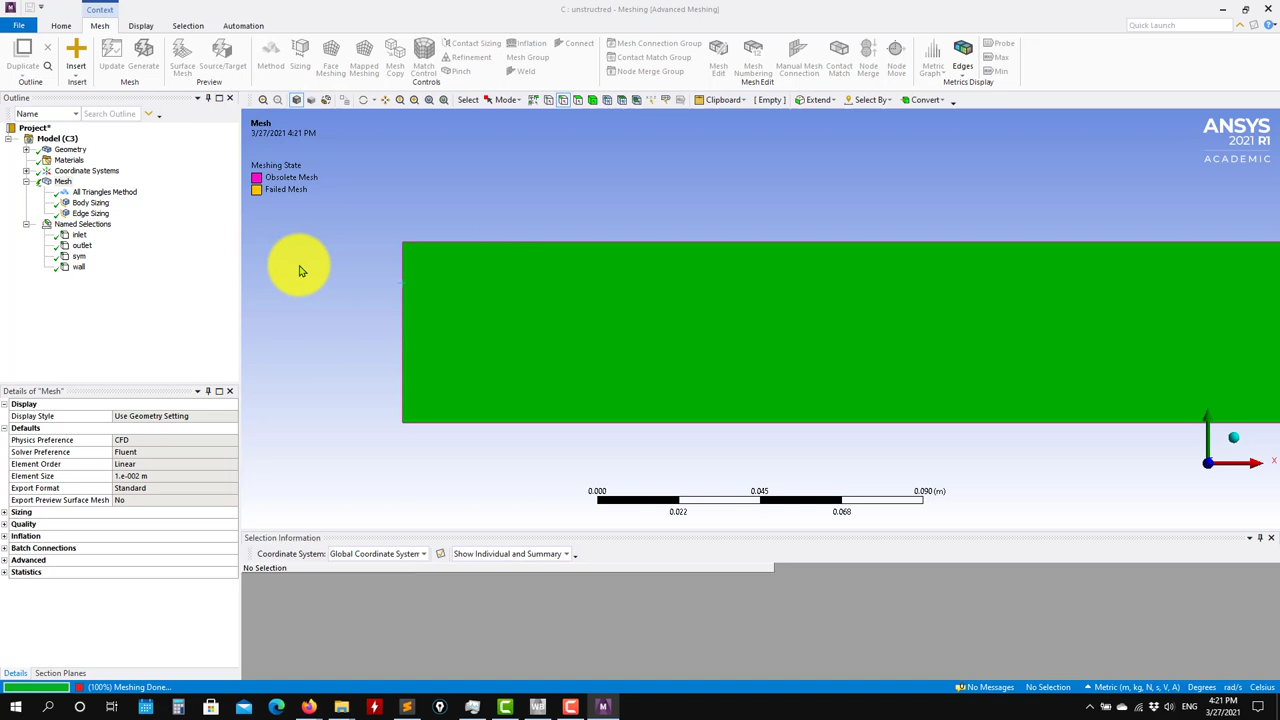 Context
C : unstructred - Meshing [Advanced Meshing]
File Home Mesh Display Selection Automation
Quick Launch
Duplicate
Outline
Insert
Insert
Update Generate
Mesh
Surface Mesh
Source/Target
Preview
Method Sizing Face Meshing Mapped Meshing Mesh Copy Match Control
Contact Sizing
Refinement
Pinch
Inflation
Mesh Group
Weld
Connect
Controls
Mesh Connection Group
Contact Match Group
Node Merge Group
Mesh Edit Mesh Numbering Manual Mesh Connection Contact Match Node Merge Node Move
Mesh Edit
Metric Graph
Edges
Probe
Max
Min
Metrics Display
Outline
Select Mode
Clipboard [ Empty ] Extend Select By Convert
Name Search Outline
Project*
Model (C3)
Geometry
Materials
Coordinate Systems
Mesh
All Triangles Method
Body Sizing
Edge Sizing
Named Selections
inlet
outlet
sym
wall
Mesh
3/27/2021 4:21 PM
Meshing State
Obsolete Mesh
Failed Mesh
ANSYS
2021 R1
ACADEMIC
X
0.000 0.045 0.090 (m)
0.022 0.068
Details of "Mesh"
Display
Display Style Use Geometry Setting
Defaults
Physics Preference CFD
Solver Preference Fluent
Element Order Linear
Element Size 1.e-002 m
Export Format Standard
Export Preview Surface Mesh No
Sizing
Quality
Inflation
Batch Connections
Advanced
Statistics
Selection Information
Coordinate System: Global Coordinate System Show Individual and Summary
No Selection
Details Section Planes
(100%) Meshing Done...
No Messages No Selection Metric (m, kg, N, s, V, A) Degrees rad/s Celsius
ENG
4:21 PM
3/27/2021